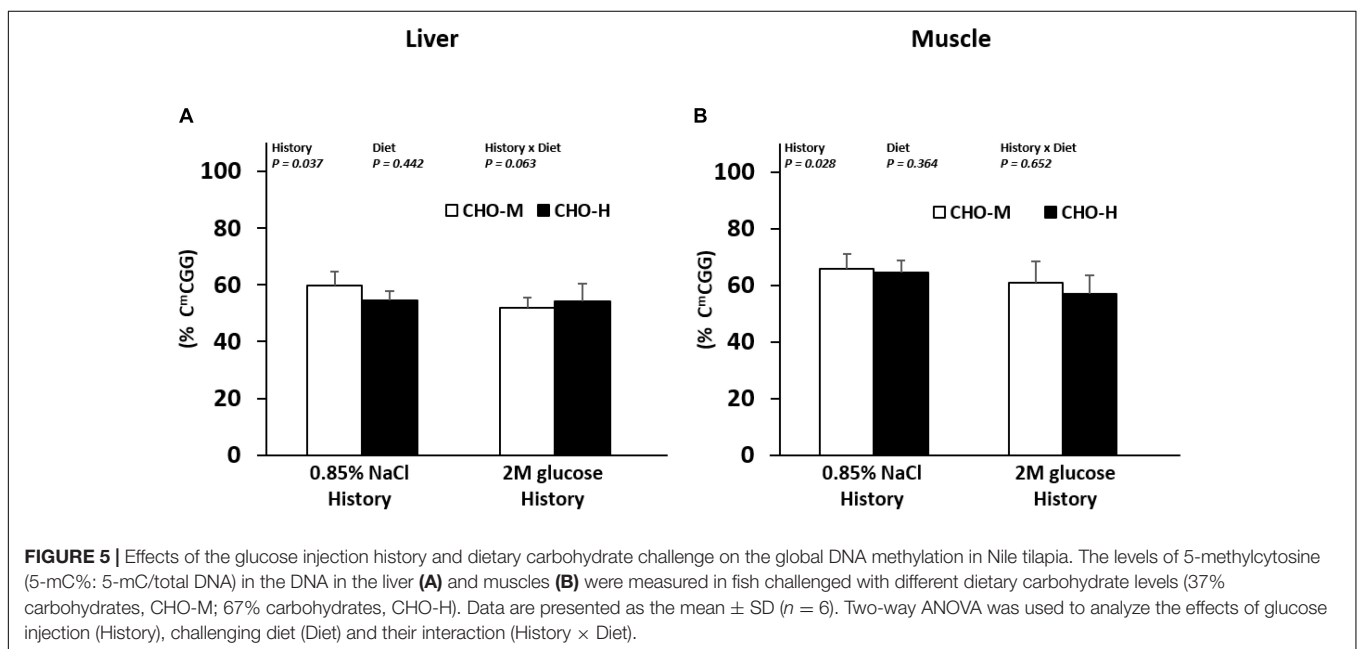 Liver
Muscle
A
B
History Diet History x Diet
P = 0.037 P = 0.442 P = 0.063
History Diet History x Diet
P = 0.028 P = 0.364 P = 0.652
100
80
60
40
20
0
(% CᵐCGG)
CHO-M CHO-H
0.85% NaCl 2M glucose
History History
100
80
60
40
20
0
(% CᵐCGG)
CHO-M CHO-H
0.85% NaCl 2M glucose
History History
FIGURE 5 | Effects of the glucose injection history and dietary carbohydrate challenge on the global DNA methylation in Nile tilapia. The levels of 5-methylcytosine
(5-mC%: 5-mC/total DNA) in the DNA in the liver (A) and muscles (B) were measured in fish challenged with different dietary carbohydrate levels (37%
carbohydrates, CHO-M; 67% carbohydrates, CHO-H). Data are presented as the mean ± SD (n = 6). Two-way ANOVA was used to analyze the effects of glucose
injection (History), challenging diet (Diet) and their interaction (History × Diet).